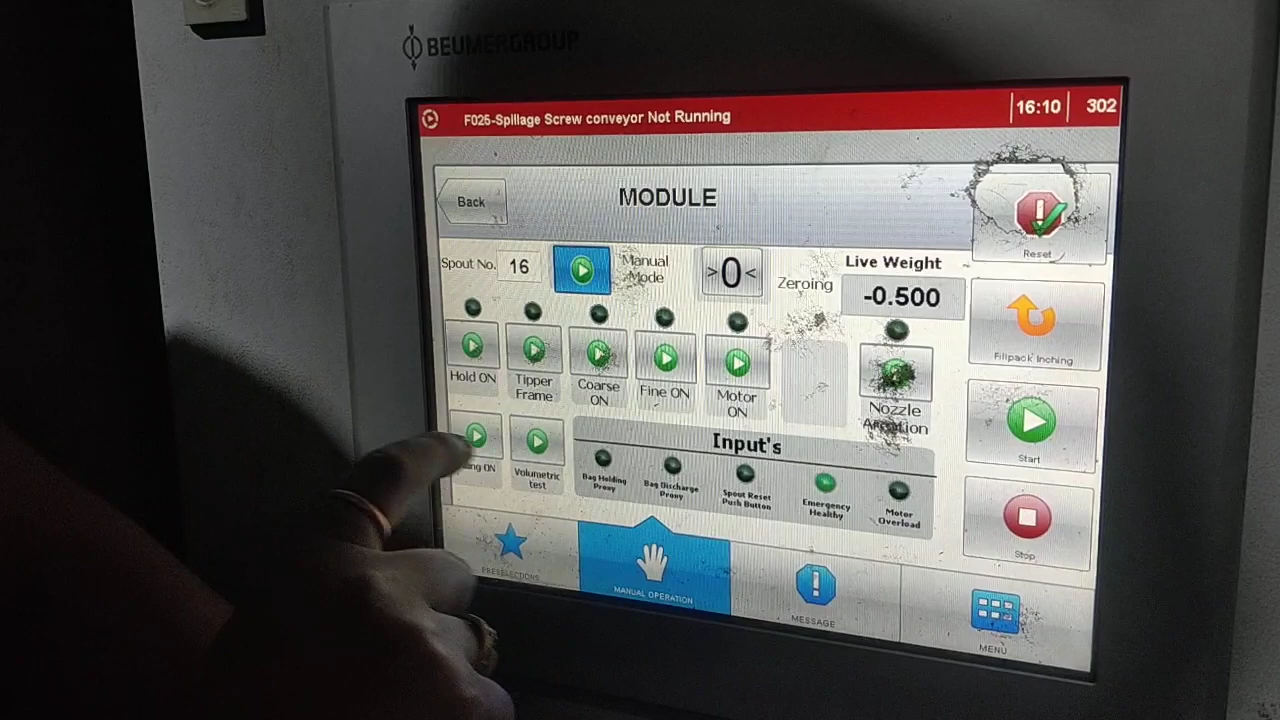 BEUMERGROUP
F025-Spillage Screw conveyor Not Running
16:10
302
Back
MODULE
Reset
Spout No.
16
Manual
Mode
>0<
Zeroing
Live Weight
-0.500
Fillpack Inching
Hold ON
Tipper
Frame
Coarse
ON
Fine ON
Motor
ON
Nozzle
Aeration
Start
ON
Volumetric
test
Input's
Bag Holding
Proxy
Bag Discharge
Proxy
Spout Reset
Push Button
Emergency
Healthy
Motor
Overload
Stop
PRESELECTIONS
MANUAL OPERATION
MESSAGE
MENU